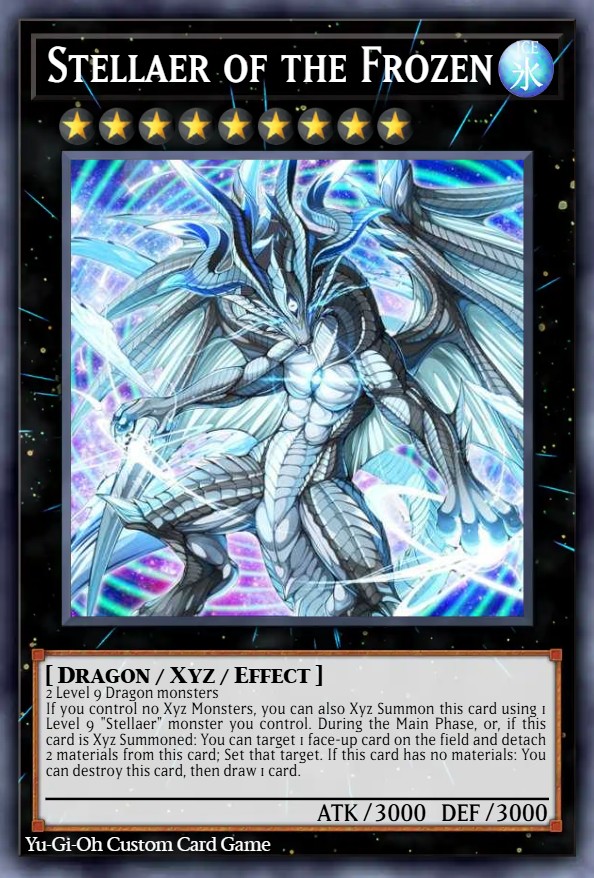 Stellaer of the Frozen
ICE
氷
[ Dragon / Xyz / Effect ]
2 Level 9 Dragon monsters
If you control no Xyz Monsters, you can also Xyz Summon this card using 1
Level 9 "Stellaer" monster you control. During the Main Phase, or, if this
card is Xyz Summoned: You can target 1 face-up card on the field and detach
2 materials from this card; Set that target. If this card has no materials: You
can destroy this card, then draw 1 card.
ATK/3000 DEF/3000
Yu-Gi-Oh Custom Card Game